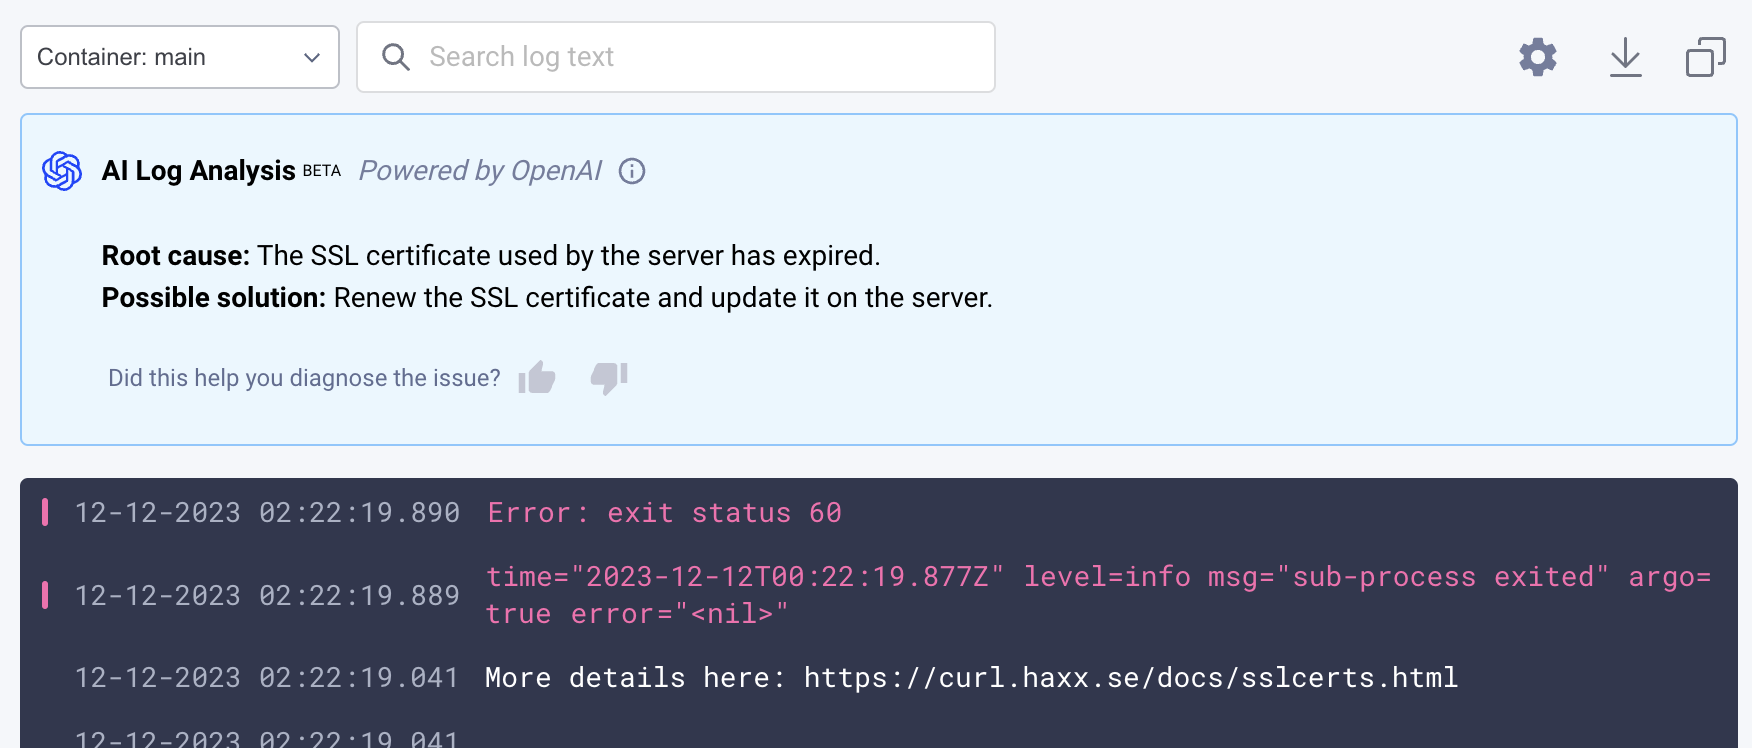 Container: main
Search log text
AI Log Analysis BETA Powered by OpenAI
Root cause: The SSL certificate used by the server has expired.
Possible solution: Renew the SSL certificate and update it on the server.
Did this help you diagnose the issue?
12-12-2023 02:22:19.890 Error: exit status 60
12-12-2023 02:22:19.889 time="2023-12-12T00:22:19.877Z" level=info msg="sub-process exited" argo=
true error="<nil>"
12-12-2023 02:22:19.041 More details here: https://curl.haxx.se/docs/sslcerts.html
12-12-2023 02:22:19.041